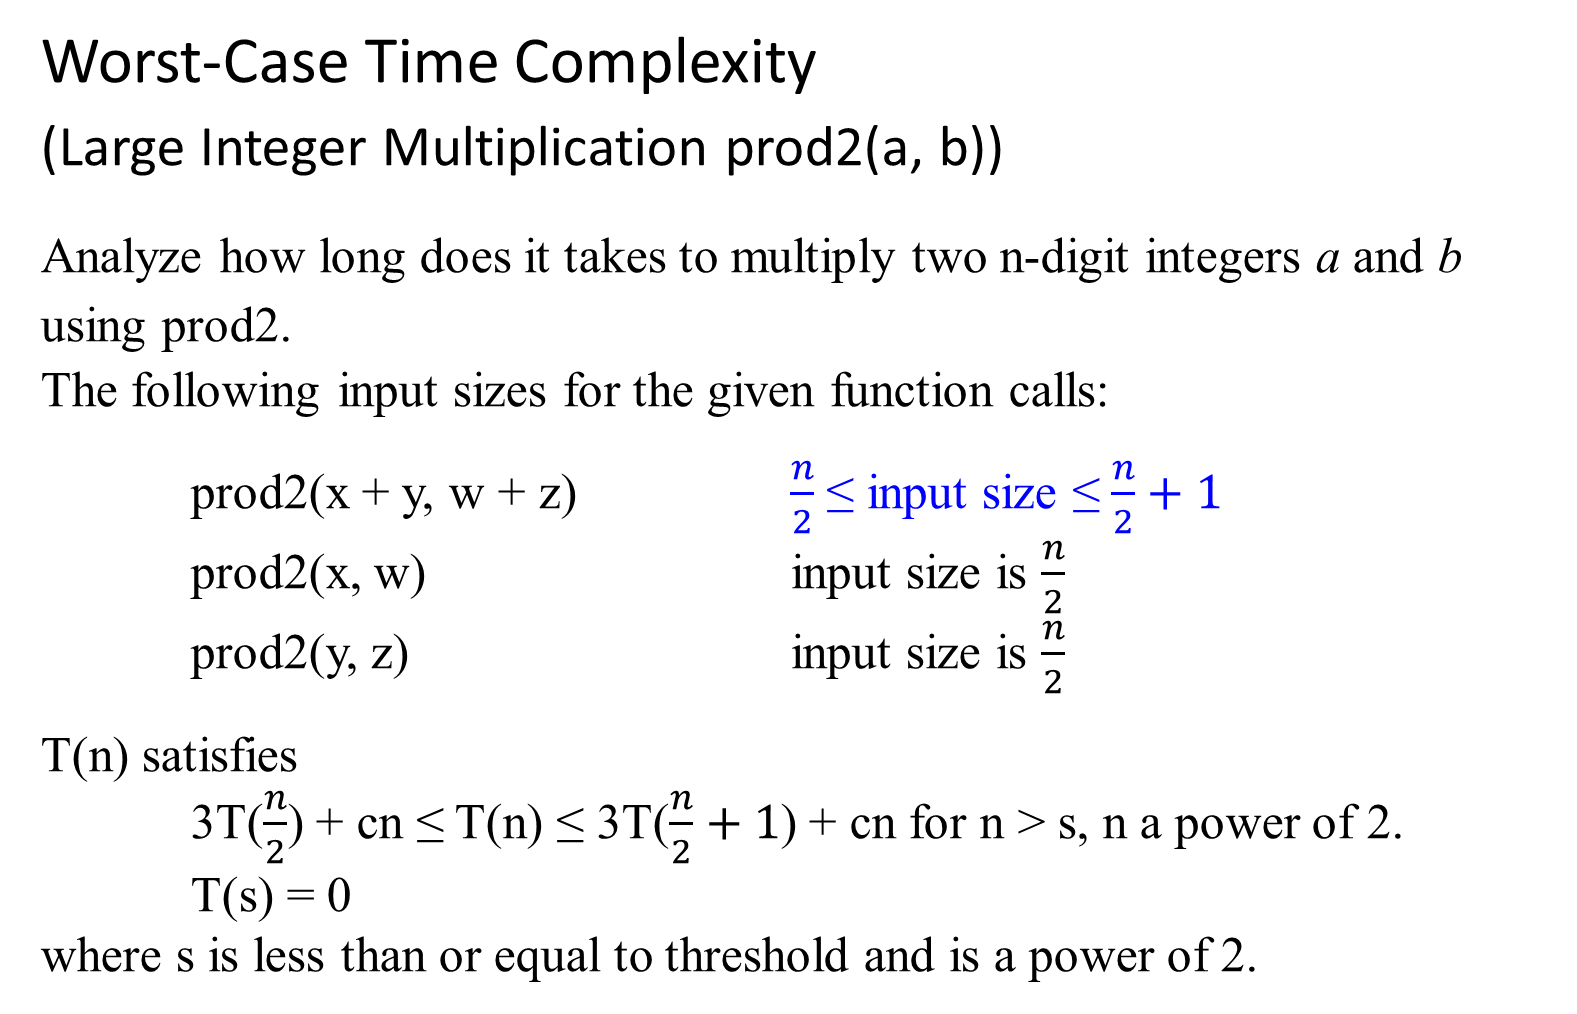 Worst-Case Time Complexity
(Large Integer Multiplication prod2(a, b))
Analyze how long does it takes to multiply two n-digit integers a and b
using prod2.
The following input sizes for the given function calls:
prod2(x + y, w + z) n/2 ≤ input size ≤ n/2 + 1
prod2(x, w) input size is n/2
prod2(y, z) input size is n/2
T(n) satisfies
3T(n/2) + cn ≤ T(n) ≤ 3T(n/2 + 1) + cn for n > s, n a power of 2.
T(s) = 0
where s is less than or equal to threshold and is a power of 2.